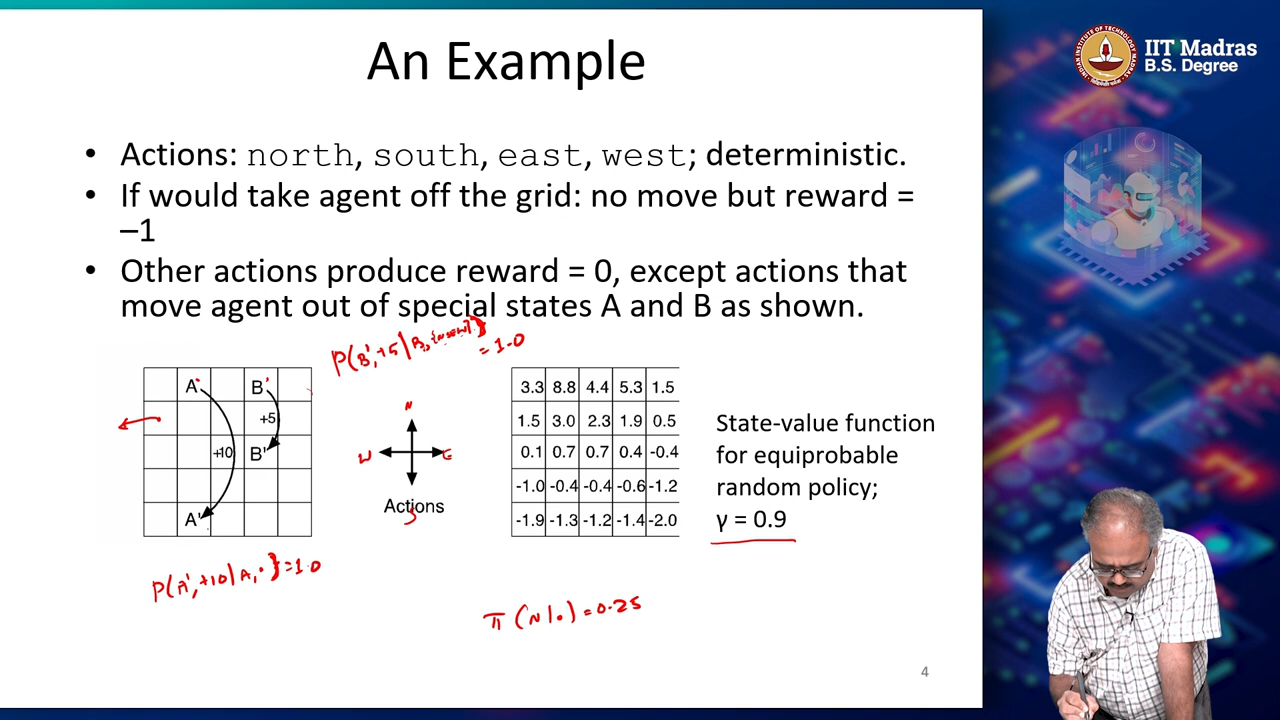 An Example
IIT Madras
B.S. Degree
• Actions: north, south, east, west; deterministic.
• If would take agent off the grid: no move but reward =
–1
• Other actions produce reward = 0, except actions that
move agent out of special states A and B as shown.
P(B', +5 | B,
= 1.0
A B
+5
+10 B'
A'
N
W E
Actions
S
3.3 8.8 4.4 5.3 1.5
1.5 3.0 2.3 1.9 0.5
0.1 0.7 0.7 0.4 -0.4
-1.0 -0.4 -0.4 -0.6 -1.2
-1.9 -1.3 -1.2 -1.4 -2.0
State-value function
for equiprobable
random policy;
γ = 0.9
P(A', +10 | A, ·) = 1.0
π (N | ·) = 0.25
4